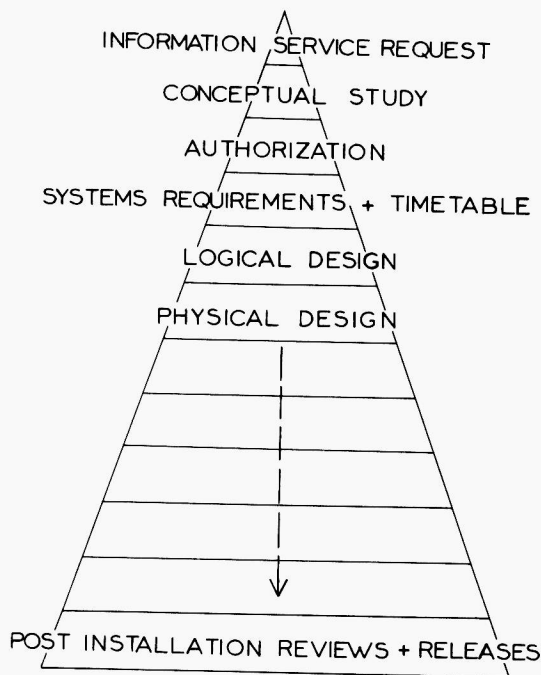 INFORMATION SERVICE REQUEST
CONCEPTUAL STUDY
AUTHORIZATION
SYSTEMS REQUIREMENTS + TIMETABLE
LOGICAL DESIGN
PHYSICAL DESIGN
POST INSTALLATION REVIEWS + RELEASES